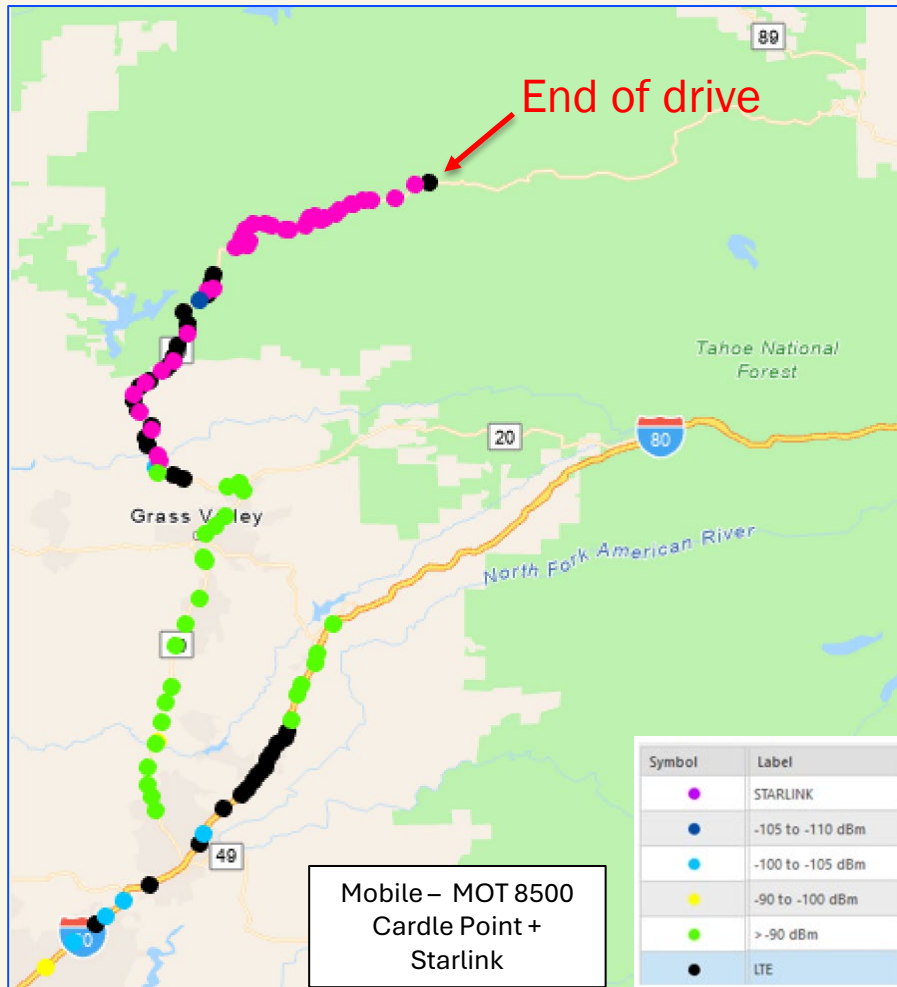 89
End of drive
Tahoe National
Forest
20
80
Grass Valley
North Fork American River
49
Symbol Label
STARLINK
-105 to -110 dBm
-100 to -105 dBm
-90 to -100 dBm
> -90 dBm
LTE
Mobile – MOT 8500
Cardle Point +
Starlink